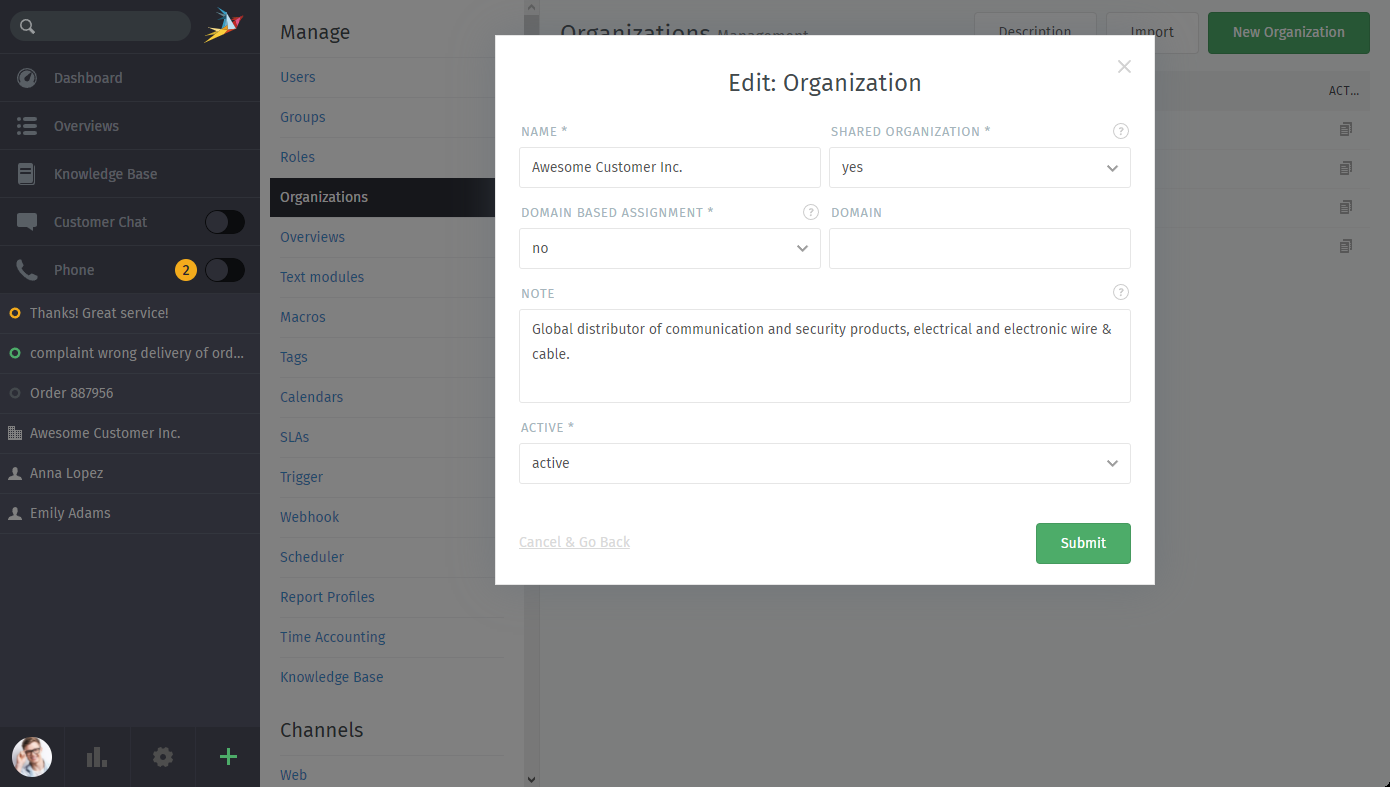 Dashboard
Overviews
Knowledge Base
Customer Chat
Phone 2
Thanks! Great service!
complaint wrong delivery of ord...
Order 887956
Awesome Customer Inc.
Anna Lopez
Emily Adams
Manage
Users
Groups
Roles
Organizations
Overviews
Text modules
Macros
Tags
Calendars
SLAs
Trigger
Webhook
Scheduler
Report Profiles
Time Accounting
Knowledge Base
Channels
Web
Organizations Management
Description
Import
New Organization
ACT...
Edit: Organization
NAME *
SHARED ORGANIZATION *
?
Awesome Customer Inc.
yes
DOMAIN BASED ASSIGNMENT *
?
DOMAIN
no
NOTE
?
Global distributor of communication and security products, electrical and electronic wire &
cable.
ACTIVE *
active
Cancel & Go Back
Submit